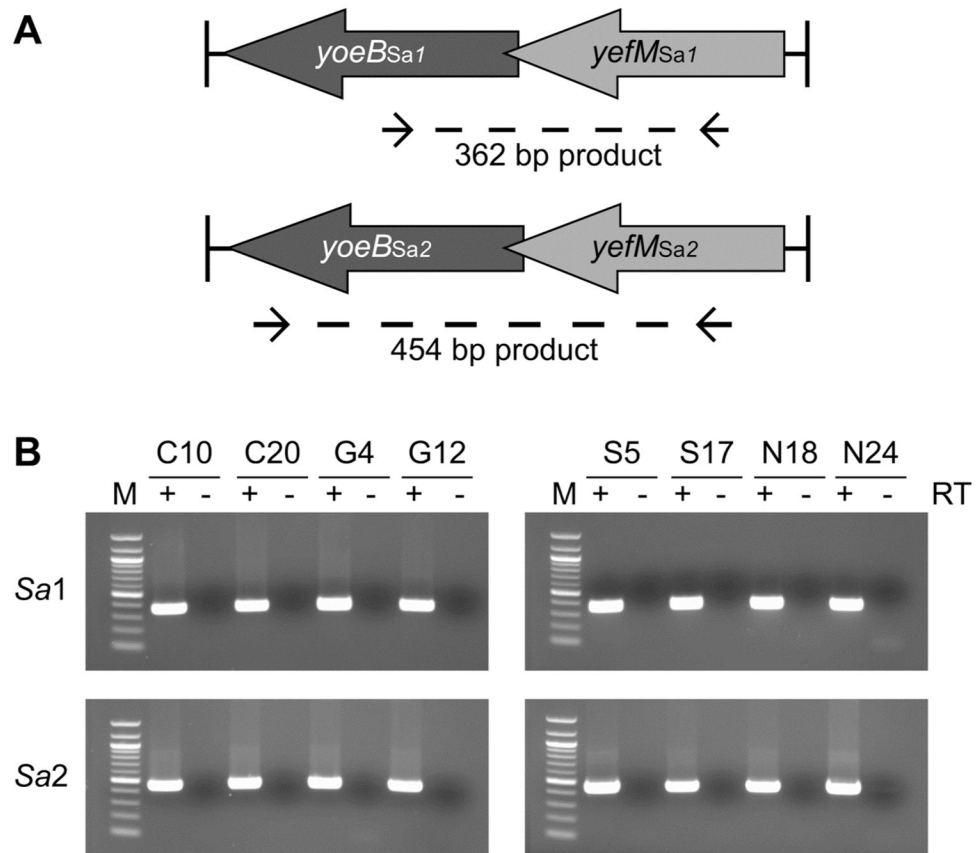 A
yoeBSa1 yefMSa1
362 bp product
yoeBSa2 yefMSa2
454 bp product
B
C10 C20 G4 G12 S5 S17 N18 N24
M + - + - + - + - M + - + - + - + - RT
Sa1
Sa2